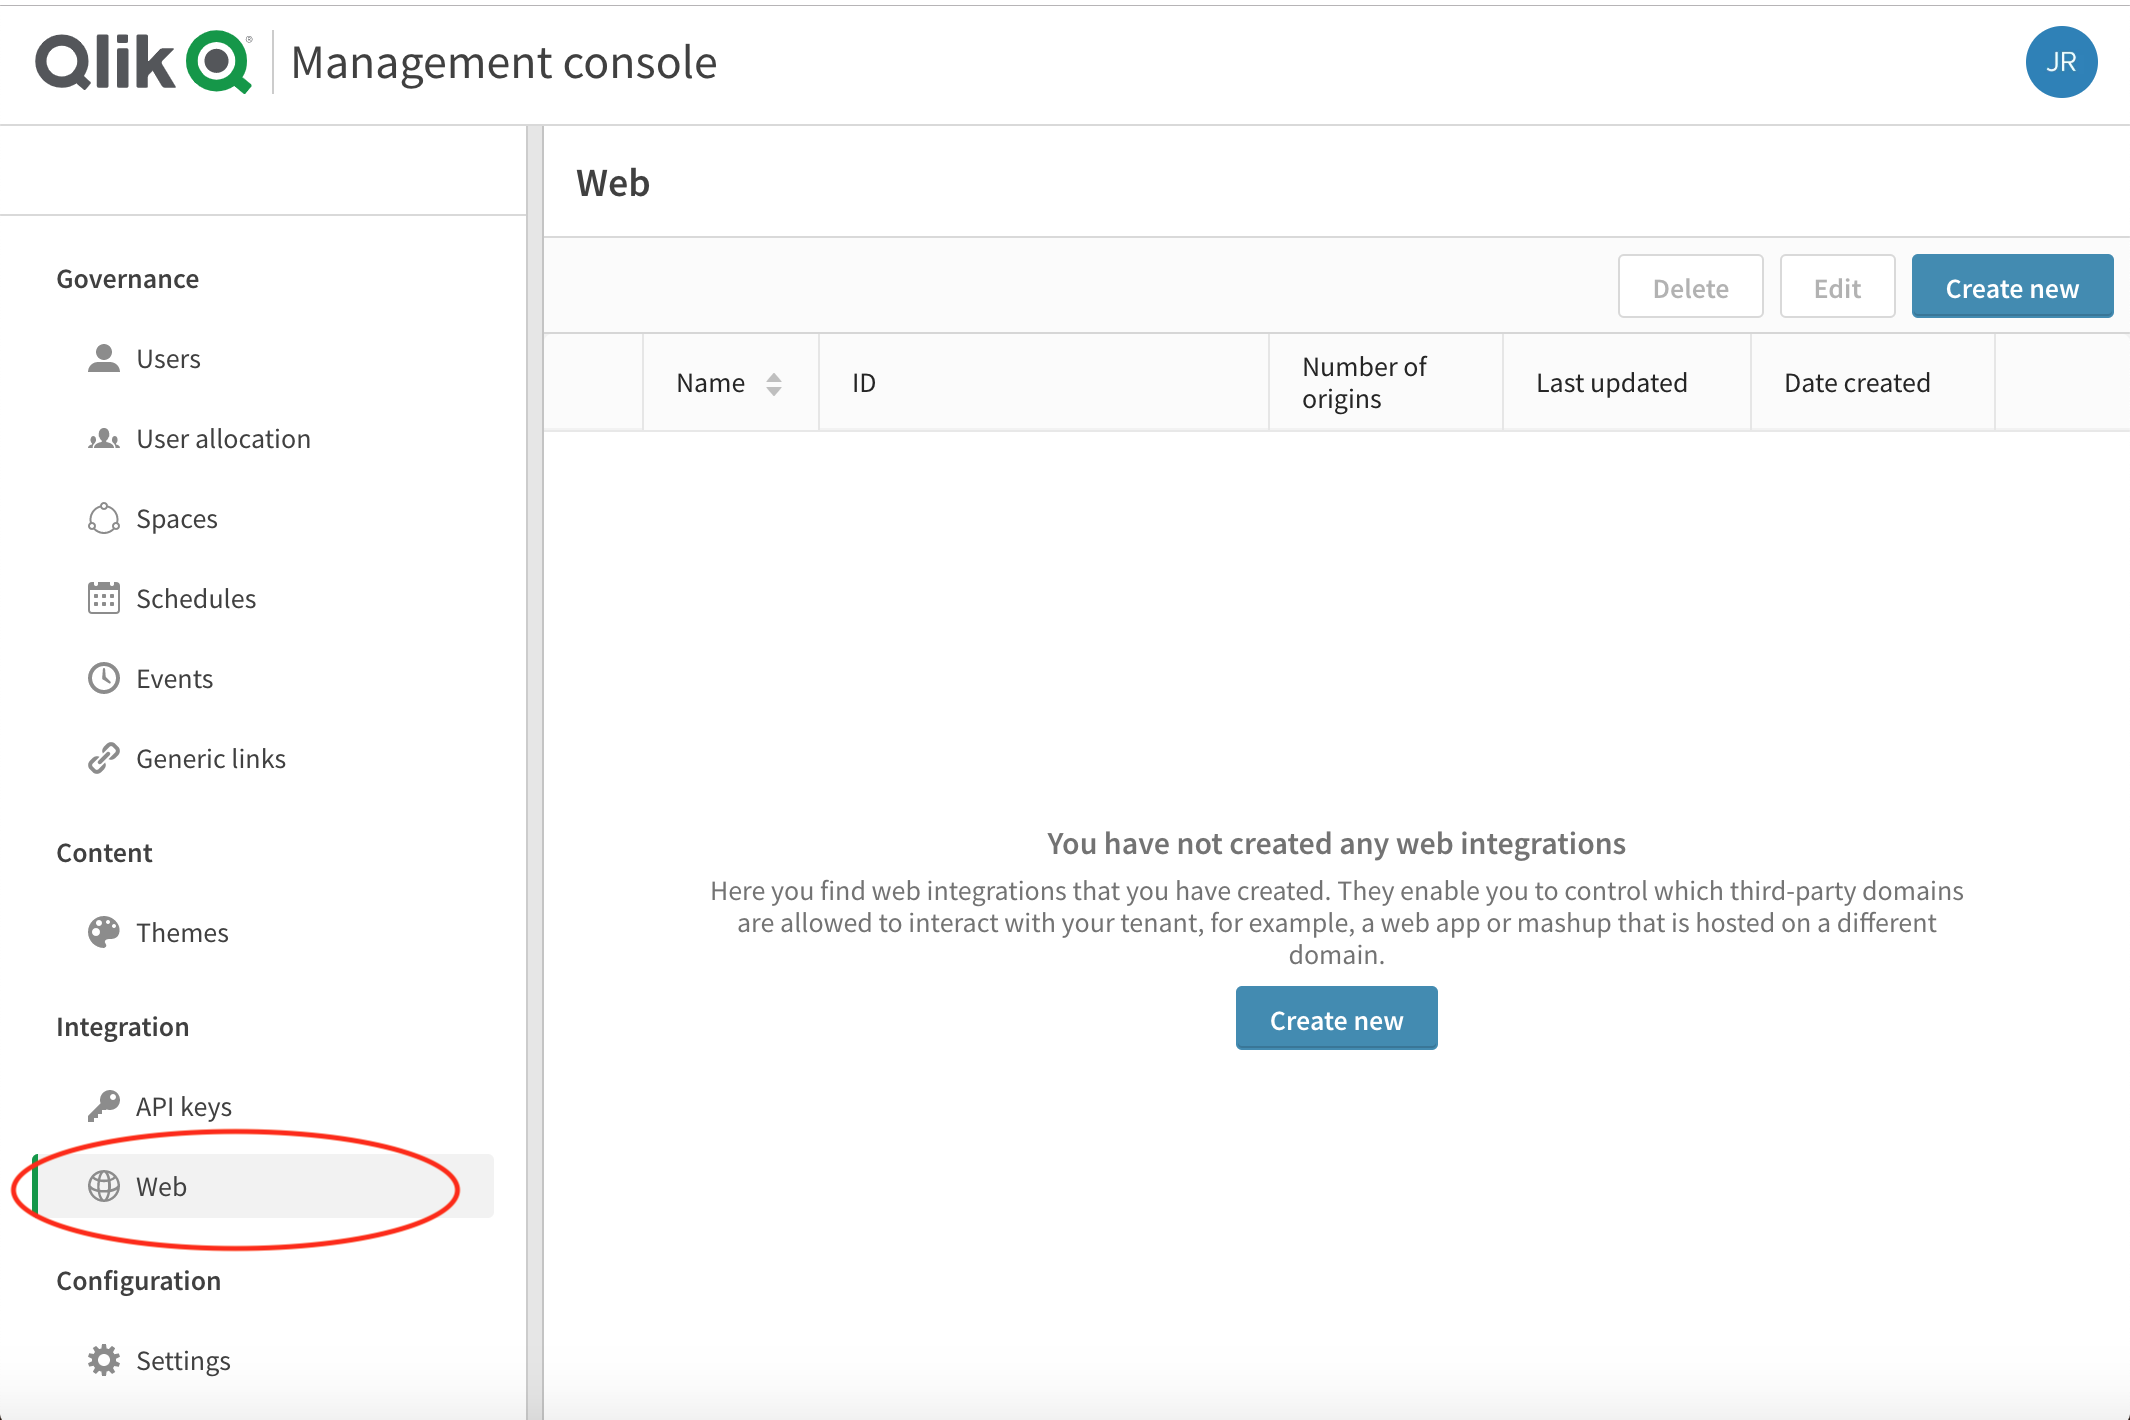 Qlik Q® Management console
JR
Governance
Users
User allocation
Spaces
Schedules
Events
Generic links
Content
Themes
Integration
API keys
Web
Configuration
Settings
Web
Delete Edit Create new
Name ID Number of origins Last updated Date created
You have not created any web integrations
Here you find web integrations that you have created. They enable you to control which third-party domains
are allowed to interact with your tenant, for example, a web app or mashup that is hosted on a different
domain.
Create new